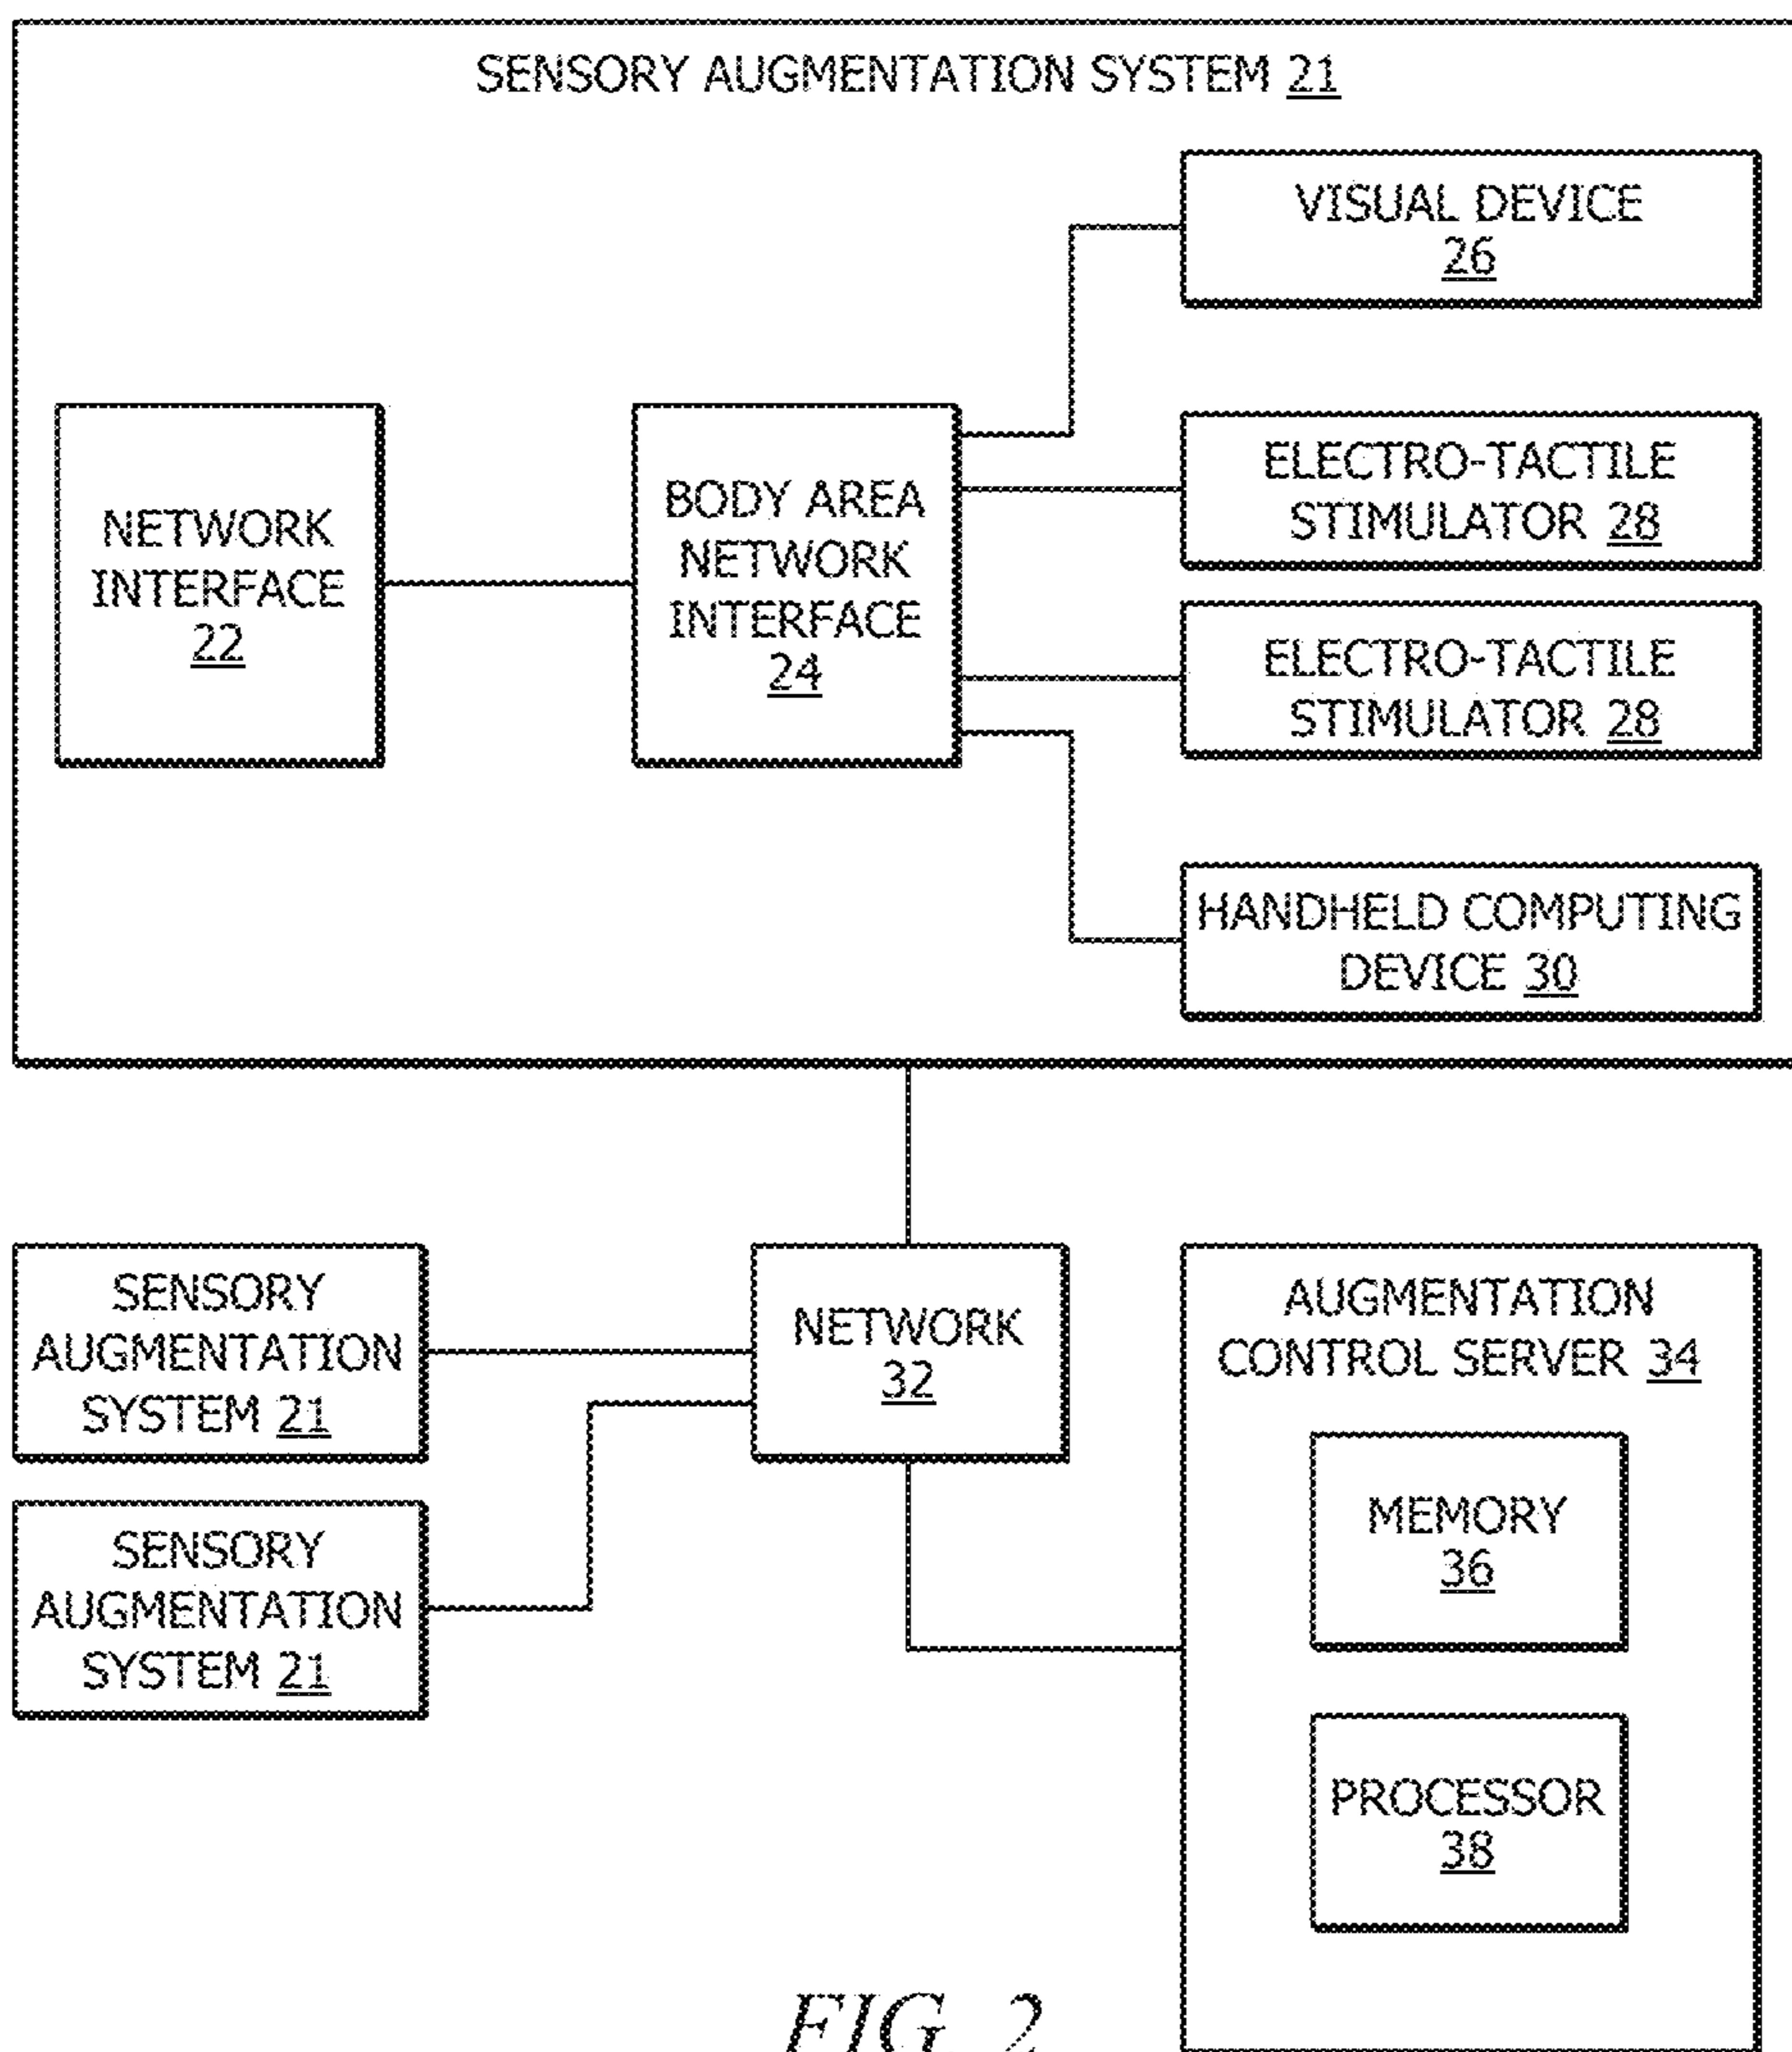 SENSORY AUGMENTATION SYSTEM 21
VISUAL DEVICE
26
NETWORK
INTERFACE
22
BODY AREA
NETWORK
INTERFACE
24
ELECTRO-TACTILE
STIMULATOR 28
ELECTRO-TACTILE
STIMULATOR 28
HANDHELD COMPUTING
DEVICE 30
SENSORY
AUGMENTATION
SYSTEM 21
NETWORK
32
AUGMENTATION
CONTROL SERVER 34
SENSORY
AUGMENTATION
SYSTEM 21
MEMORY
36
PROCESSOR
38
FIG. 2